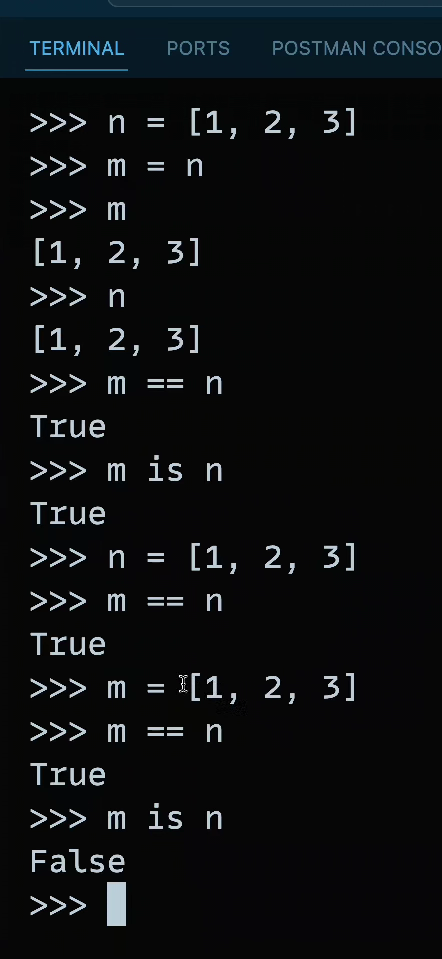 TERMINAL PORTS POSTMAN CONSO
>>> n = [1, 2, 3]
>>> m = n
>>> m
[1, 2, 3]
>>> n
[1, 2, 3]
>>> m == n
True
>>> m is n
True
>>> n = [1, 2, 3]
>>> m == n
True
>>> m = [1, 2, 3]
>>> m == n
True
>>> m is n
False
>>>